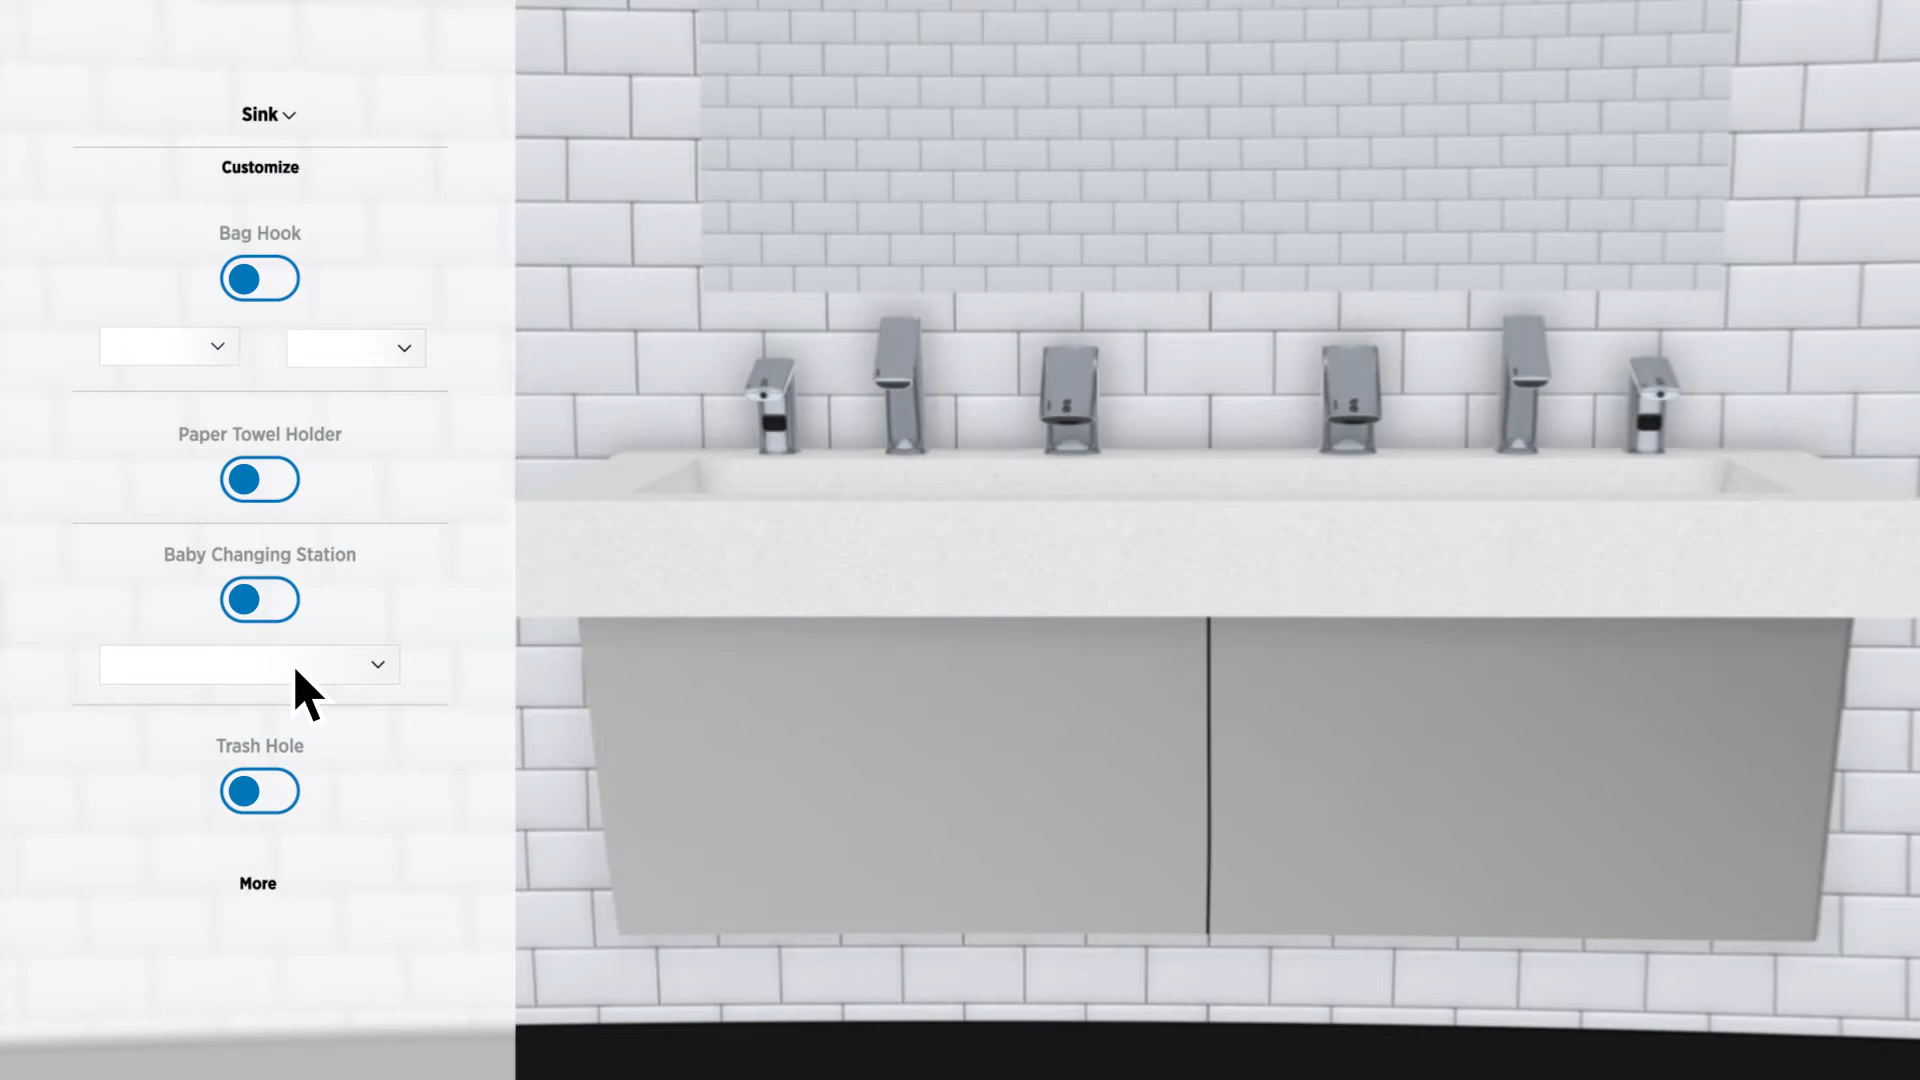 Sink
Customize
Bag Hook
Paper Towel Holder
Baby Changing Station
Trash Hole
More